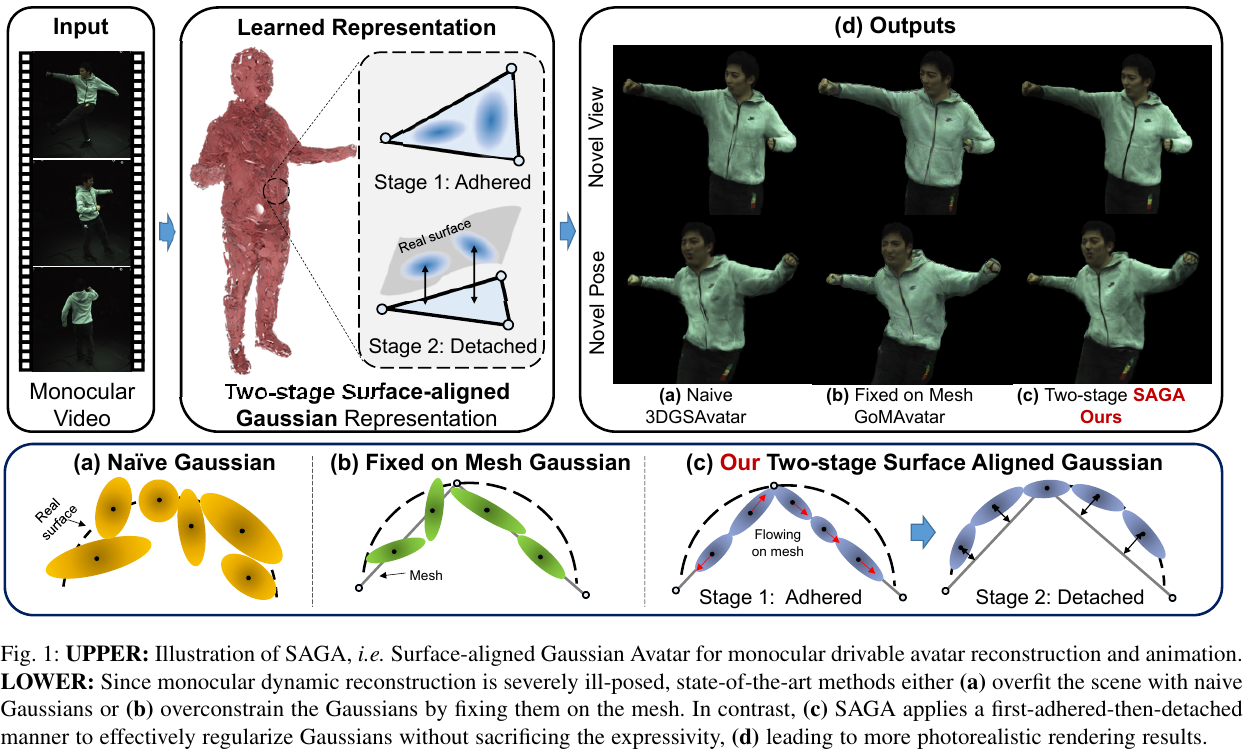 Input
Monocular
Video
Learned Representation
Stage 1: Adhered
Real surface
Stage 2: Detached
Two-stage Surface-aligned
Gaussian Representation
(d) Outputs
Novel View
Novel Pose
(a) Naive
3DGSAvatar
(b) Fixed on Mesh
GoMAvatar
(c) Two-stage SAGA
Ours
(a) Naïve Gaussian
Real
surface
(b) Fixed on Mesh Gaussian
Mesh
(c) Our Two-stage Surface Aligned Gaussian
Flowing
on mesh
Stage 1:  Adhered
Stage 2: Detached
Fig. 1: UPPER: Illustration of SAGA, i.e. Surface-aligned Gaussian Avatar for monocular drivable avatar reconstruction and animation.
LOWER: Since monocular dynamic reconstruction is severely ill-posed, state-of-the-art methods either (a) overfit the scene with naive
Gaussians or (b) overconstrain the Gaussians by fixing them on the mesh. In contrast, (c) SAGA applies a first-adhered-then-detached
manner to effectively regularize Gaussians without sacrificing the expressivity, (d) leading to more photorealistic rendering results.